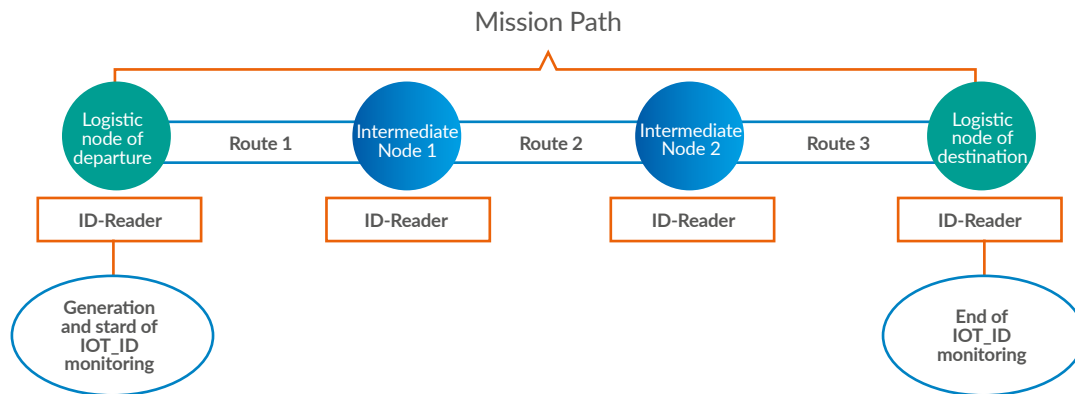 Mission Path
Logistic
node of
departure
Route 1
Intermediate
Node 1
Route 2
Intermediate
Node 2
Route 3
Logistic
node of
destination
ID-Reader
ID-Reader
ID-Reader
ID-Reader
Generation
and stard of
IOT_ID
monitoring
End of
IOT_ID
monitoring